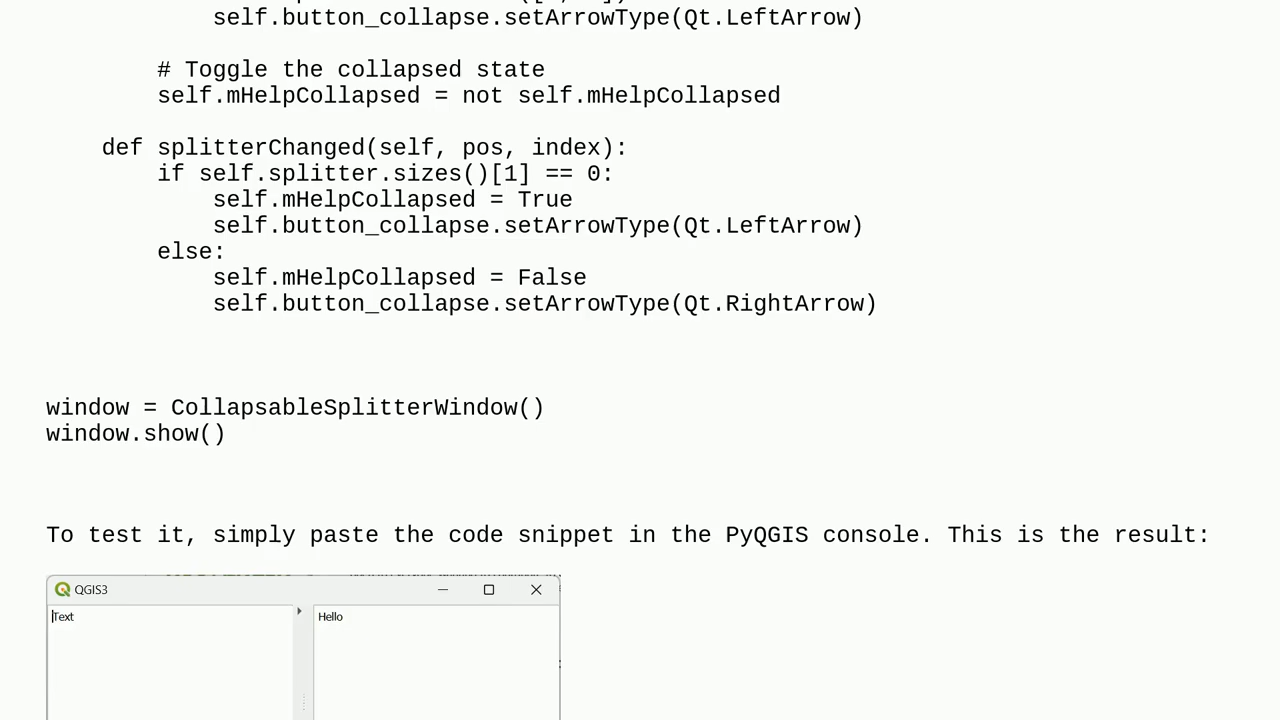 self.button_collapse.setArrowType(Qt.LeftArrow)
# Toggle the collapsed state
self.mHelpCollapsed = not self.mHelpCollapsed
def splitterChanged(self, pos, index):
if self.splitter.sizes()[1] == 0:
self.mHelpCollapsed = True
self.button_collapse.setArrowType(Qt.LeftArrow)
else:
self.mHelpCollapsed = False
self.button_collapse.setArrowType(Qt.RightArrow)
window = CollapsableSplitterWindow()
window.show()
To test it, simply paste the code snippet in the PyQGIS console. This is the result:
QGIS3
Text
Hello